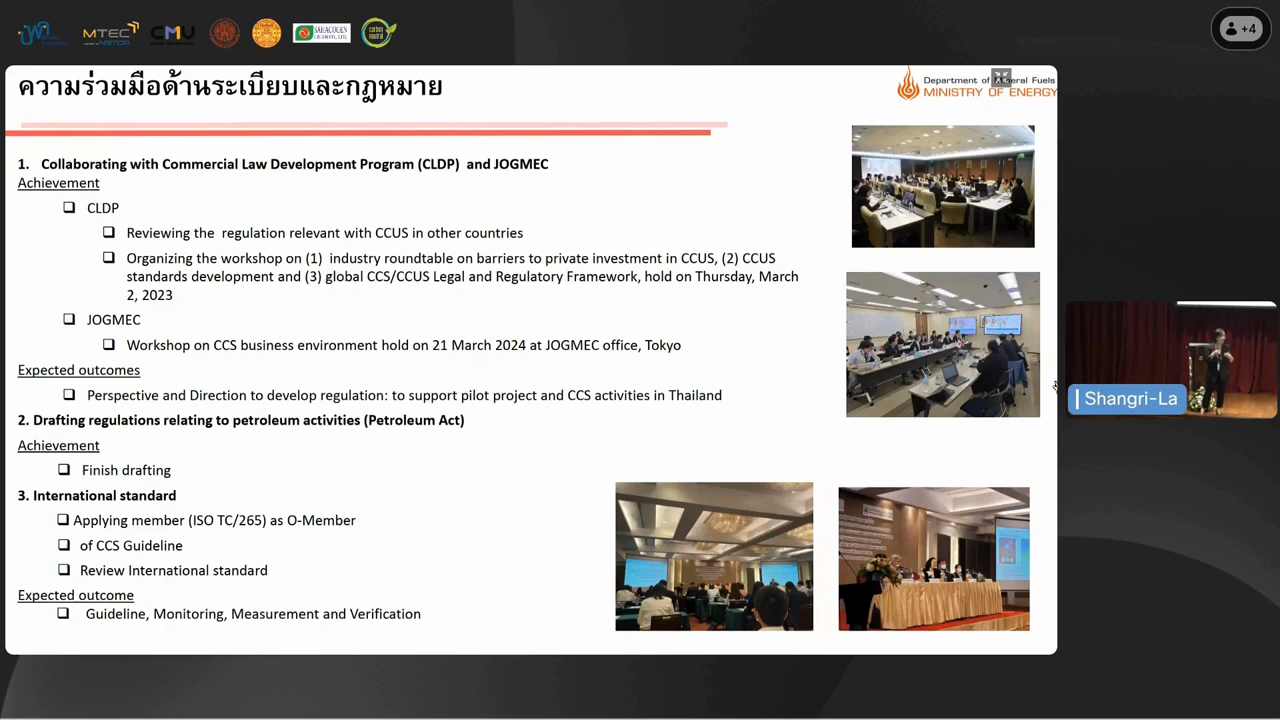 MTEC
a member of NSTDA
CMU
SAHACOGEN
carbon neutral
+4
ความร่วมมือด้านระเบียบและกฎหมาย
Department of Mineral Fuels
MINISTRY OF ENERGY
1. Collaborating with Commercial Law Development Program (CLDP) and JOGMEC
Achievement
❑ CLDP
❑ Reviewing the regulation relevant with CCUS in other countries
❑ Organizing the workshop on (1) industry roundtable on barriers to private investment in CCUS, (2) CCUS
standards development and (3) global CCS/CCUS Legal and Regulatory Framework, hold on Thursday, March
2, 2023
❑ JOGMEC
❑ Workshop on CCS business environment hold on 21 March 2024 at JOGMEC office, Tokyo
Expected outcomes
❑ Perspective and Direction to develop regulation: to support pilot project and CCS activities in Thailand
2. Drafting regulations relating to petroleum activities (Petroleum Act)
Achievement
❑ Finish drafting
3. International standard
❑ Applying member (ISO TC/265) as O-Member
❑ of CCS Guideline
❑ Review International standard
Expected outcome
❑ Guideline, Monitoring, Measurement and Verification
Shangri-La